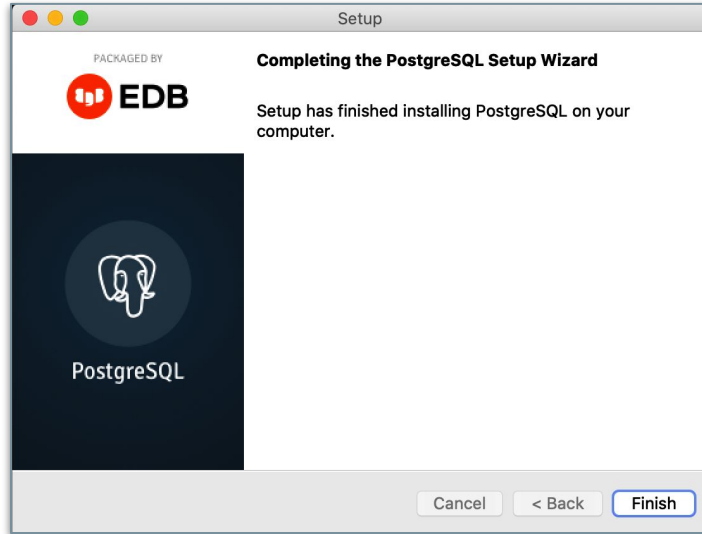 Setup
PACKAGED BY
EDB
Completing the PostgreSQL Setup Wizard
Setup has finished installing PostgreSQL on your
computer.
PostgreSQL
Cancel
< Back
Finish